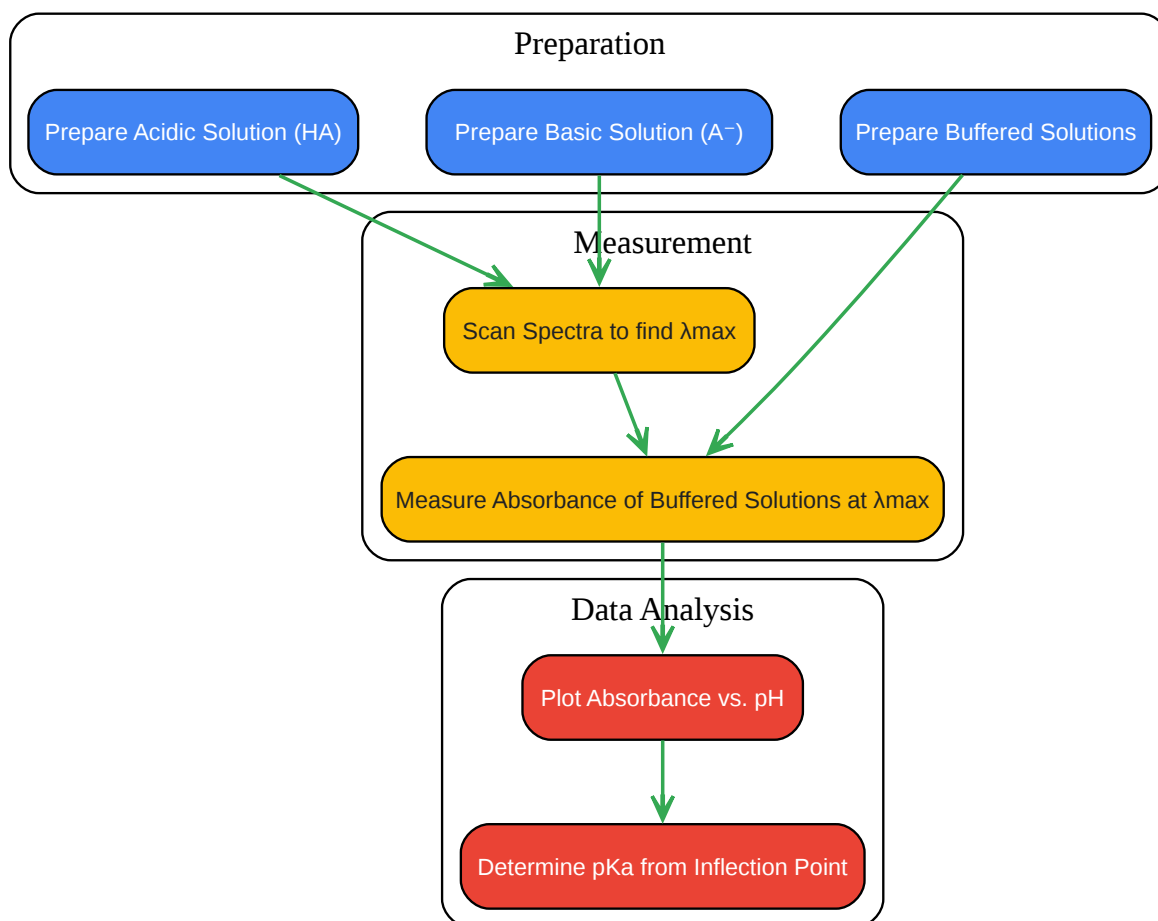 Preparation
Prepare Acidic Solution (HA)
Prepare Basic Solution (A⁻)
Prepare Buffered Solutions
Measurement
Scan Spectra to find λmax
Measure Absorbance of Buffered Solutions at λmax
Data Analysis
Plot Absorbance vs. pH
Determine pKa from Inflection Point